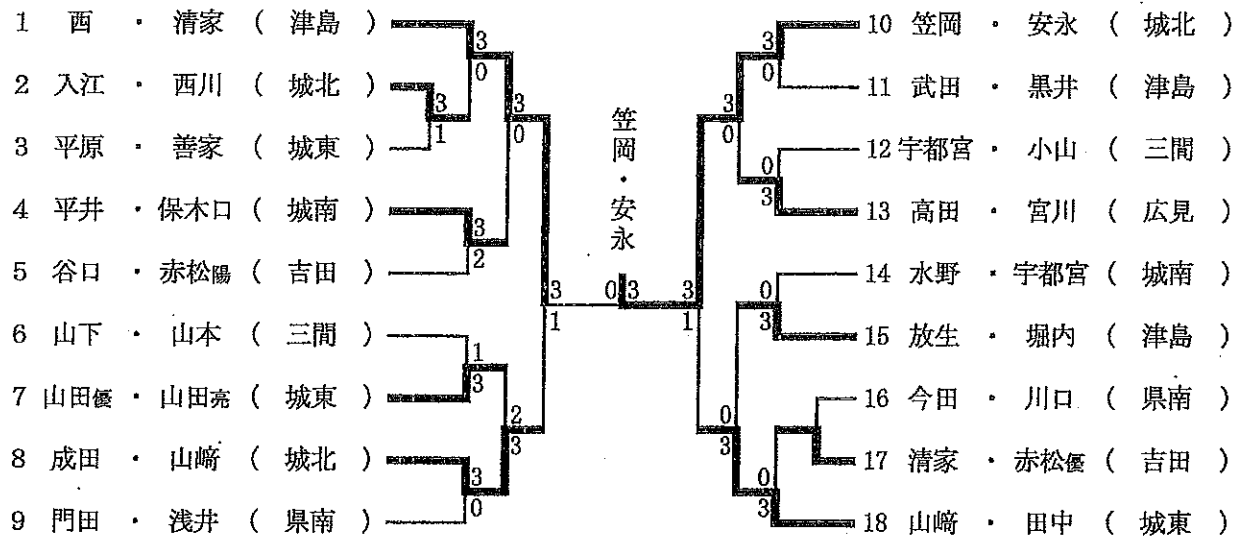 1 西 ・ 清家 ( 津島 )
2 入江 ・ 西川 ( 城北 )
3 平原 ・ 善家 ( 城東 )
4 平井 ・ 保木口 ( 城南 )
5 谷口 ・ 赤松陽 ( 吉田 )
6 山下 ・ 山本 ( 三間 )
7 山田優 ・ 山田亮 ( 城東 )
8 成田 ・ 山﨑 ( 城北 )
9 門田 ・ 浅井 ( 県南 )
3
0
3
1
3
0
3
2
3
1
1
3
2
3
3
0
笠岡・安永
0 3
10 笠岡 ・ 安永 ( 城北 )
11 武田 ・ 黒井 ( 津島 )
12 宇都宮 ・ 小山 ( 三間 )
13 高田 ・ 宮川 ( 広見 )
14 水野 ・ 宇都宮 ( 城南 )
15 放生 ・ 堀内 ( 津島 )
16 今田 ・ 川口 ( 県南 )
17 清家 ・ 赤松優 ( 吉田 )
18 山﨑 ・ 田中 ( 城東 )
3
0
3
0
0
3
3
1
0
3
0
3
0
3